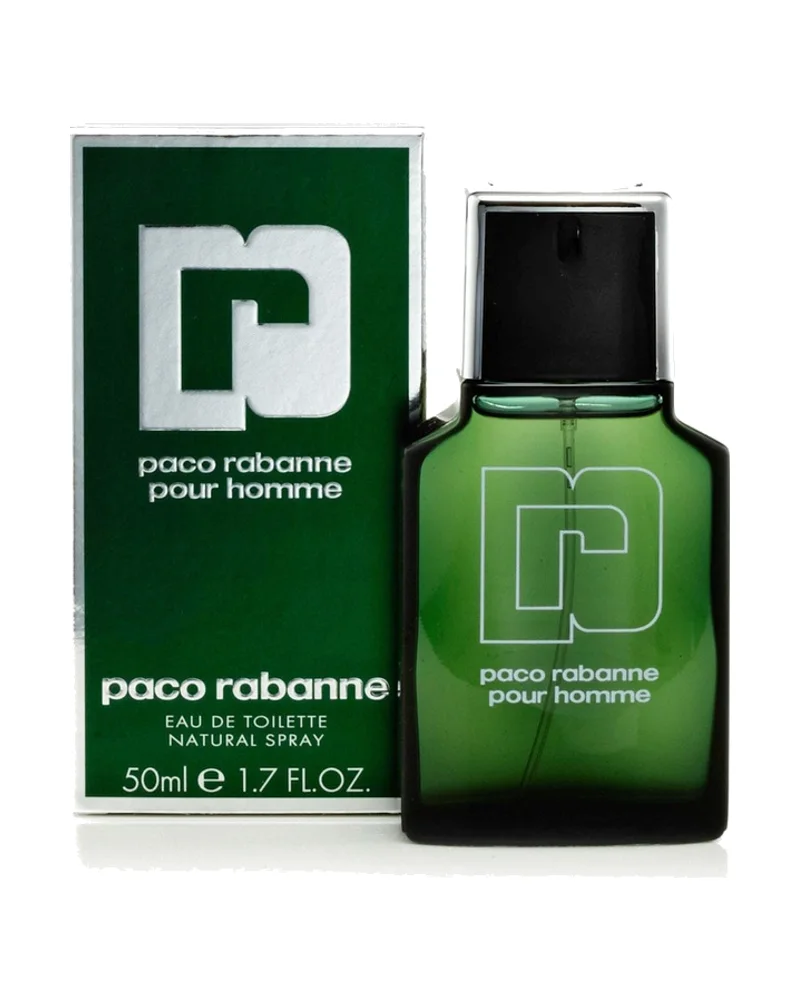 paco rabanne
pour homme
paco rabanne
EAU DE TOILETTE
NATURAL SPRAY
50ml e 1.7 FL.OZ.
paco rabanne
pour homme